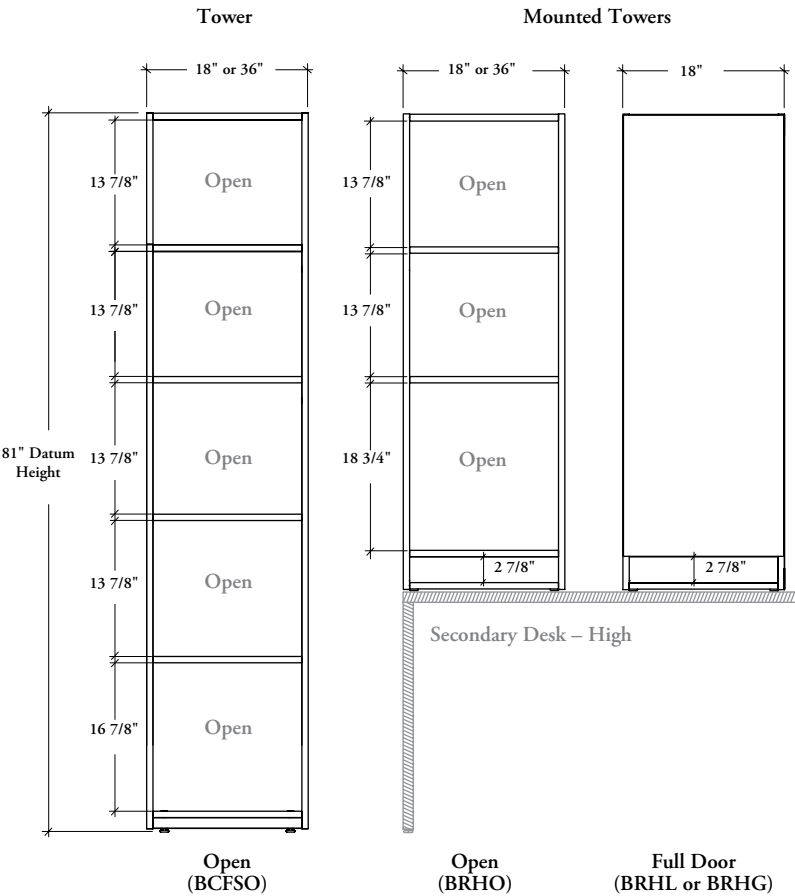 Tower
Mounted Towers
18" or 36"
18" or 36"
18"
13 7/8"
Open
13 7/8"
Open
13 7/8"
Open
13 7/8"
Open
81" Datum
Height
13 7/8"
Open
18 3/4"
Open
2 7/8"
2 7/8"
13 7/8"
Open
Secondary Desk – High
16 7/8"
Open
Open
(BCFSO)
Open
(BRHO)
Full Door
(BRHL or BRHG)